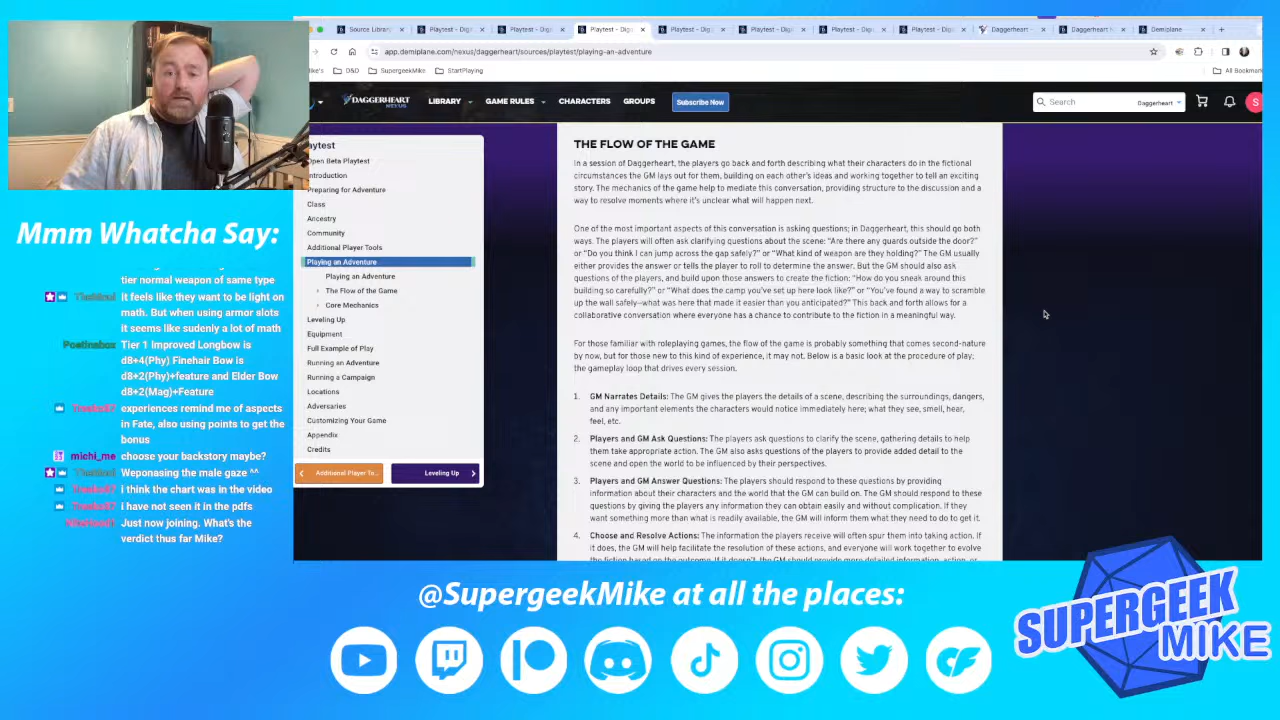 Source Library
Playtest - Digi
Playtest - Digi
Playtest - Digi
Playtest - Digi
Playtest - Digi
Playtest - Digi
Playtest - Digi
Daggerheart -
Daggerheart N
Demiplane
app.demiplane.com/nexus/daggerheart/sources/playtest/playing-an-adventure
Mike's
D&D
SupergeekMike
StartPlaying
All Bookmar
DAGGERHEART
NEXUS
LIBRARY
GAME RULES
CHARACTERS
GROUPS
Subscribe Now
Search
Daggerheart
S
aytest
Open Beta Playtest
Introduction
Preparing for Adventure
Class
Ancestry
Community
Additional Player Tools
Playing an Adventure
Playing an Adventure
The Flow of the Game
Core Mechanics
Leveling Up
Equipment
Full Example of Play
Running an Adventure
Running a Campaign
Locations
Adversaries
Customizing Your Game
Appendix
Credits
Additional Player To...
Leveling Up
THE FLOW OF THE GAME
In a session of Daggerheart, the players go back and forth describing what their characters do in the fictional
circumstances the GM lays out for them, building on each other's ideas and working together to tell an exciting
story. The mechanics of the game help to mediate this conversation, providing structure to the discussion and a
way to resolve moments where it's unclear what will happen next.
One of the most important aspects of this conversation is asking questions; in Daggerheart, this should go both
ways. The players will often ask clarifying questions about the scene: "Are there any guards outside the door?"
or "Do you think I can jump across the gap safely?" or "What kind of weapon are they holding?" The GM usually
either provides the answer or tells the player to roll to determine the answer. But the GM should also ask
questions of the players, and build upon those answers to create the fiction: "How do you sneak around this
building so carefully?" or "What does the camp you've set up here look like?" or "You've found a way to scramble
up the wall safely—what was here that made it easier than you anticipated?" This back and forth allows for a
collaborative conversation where everyone has a chance to contribute to the fiction in a meaningful way.
For those familiar with roleplaying games, the flow of the game is probably something that comes second-nature
by now, but for those new to this kind of experience, it may not. Below is a basic look at the procedure of play;
the gameplay loop that drives every session.
1. GM Narrates Details: The GM gives the players the details of a scene, describing the surroundings, dangers,
and any important elements the characters would notice immediately here; what they see, smell, hear,
feel, etc.
2. Players and GM Ask Questions: The players ask questions to clarify the scene, gathering details to help
them take appropriate action. The GM also asks questions of the players to provide added detail to the
scene and open the world to be influenced by their perspectives.
3. Players and GM Answer Questions: The players should respond to these questions by providing
information about their characters and the world that the GM can build on. The GM should respond to these
questions by giving the players any information they can obtain easily and without complication. If they
want something more than what is readily available, the GM will inform them what they need to do to get it.
4. Choose and Resolve Actions: The information the players receive will often spur them into taking action. If
it does, the GM will help facilitate the resolution of these actions, and everyone will work together to evolve
Mmm Whatcha Say:
tier normal weapon of same type
It feels like they want to be light on
math. But when using armor slots
it seems like sudenly a lot of math
Poetinabox Tier 1 Improved Longbow is
d8+4(Phy) Finehair Bow is
d8+2(Phy)+feature and Elder Bow
d8+2(Mag)+Feature
experiences remind me of aspects
in Fate, also using points to get the
bonus
michi_me choose your backstory maybe?
Weponasing the male gaze ^^
i think the chart was in the video
i have not seen it in the pdfs
Just now joining. What's the
verdict thus far Mike?
@SupergeekMike at all the places:
SUPERGEEK
MIKE